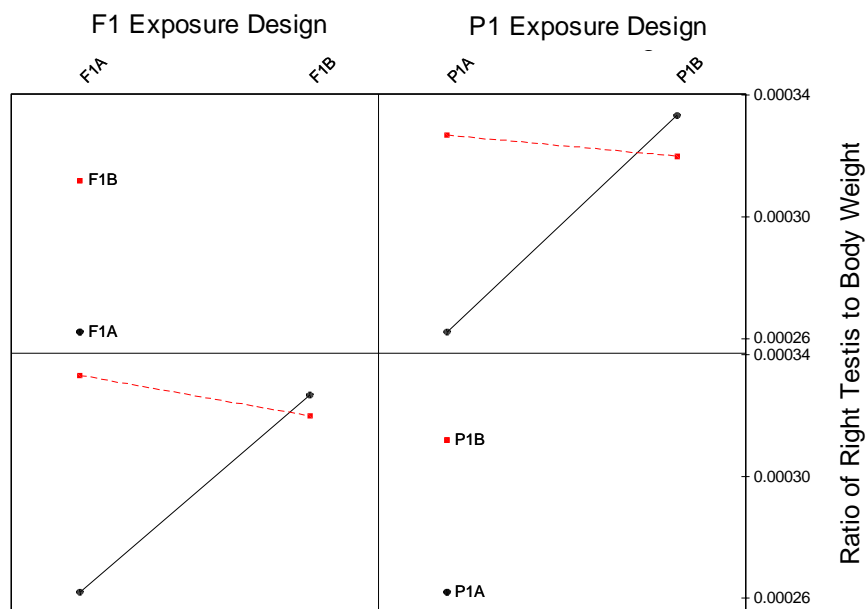 F1 Exposure Design
P1 Exposure Design
F1A
F1B
P1A
P1B
0.00034
F1B
0.00030
F1A
0.00026
0.00034
P1B
0.00030
P1A
0.00026
Ratio of Right Testis to Body Weight